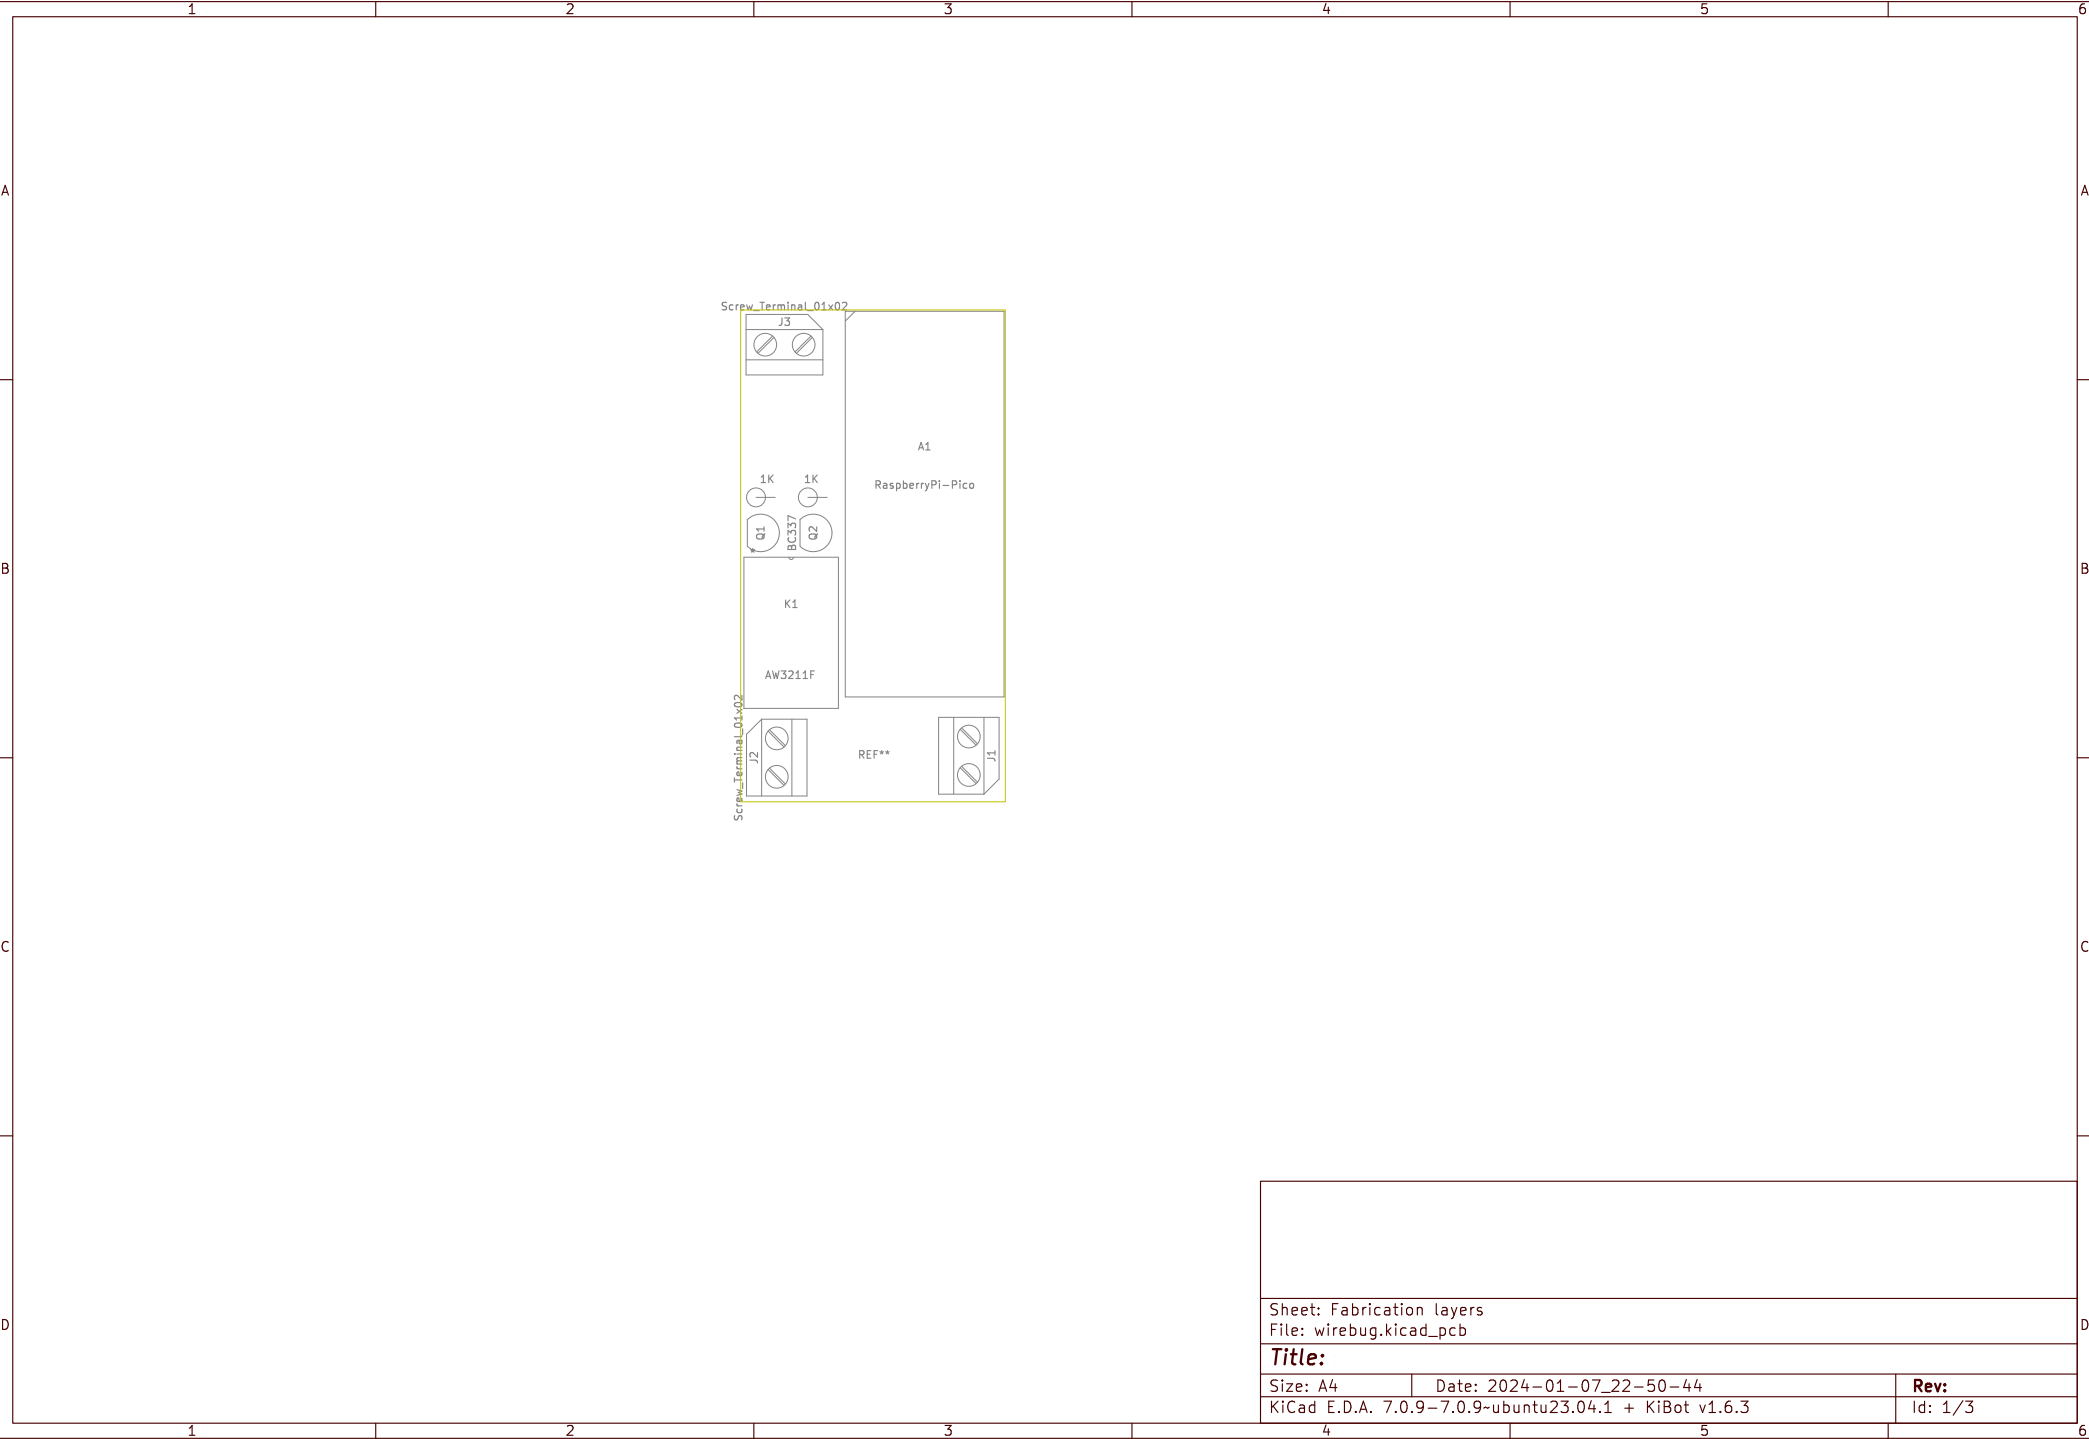 1 2 3 4 5 6
A A
Screw_Terminal_01x02
J3
A1
1K 1K
RaspberryPi-Pico
Q1
BC337
Q2
*
B B
K1
AW3211F
Screw_Terminal_01x02
J2
REF**
J1
C C
Sheet: Fabrication layers
File: wirebug.kicad_pcb
D D
Title:
Size: A4 Date: 2024-01-07_22-50-44 Rev:
KiCad E.D.A. 7.0.9-7.0.9~ubuntu23.04.1 + KiBot v1.6.3 Id: 1/3
1 2 3 4 5 6